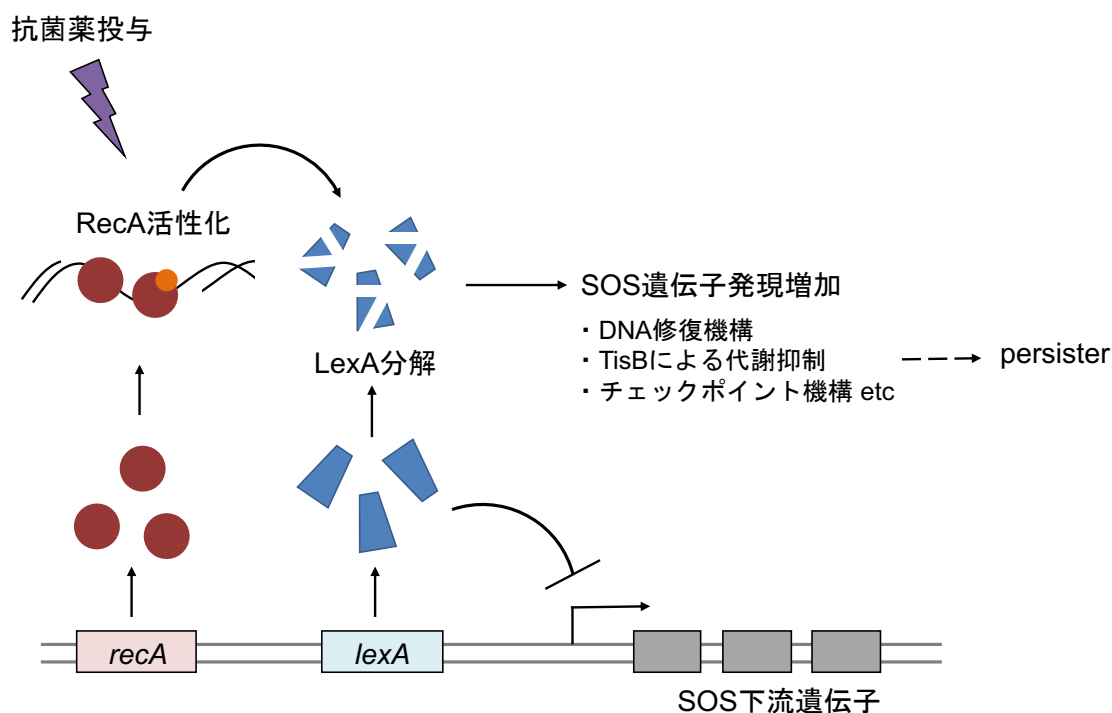 抗菌薬投与
RecA活性化
LexA分解
SOS遺伝子発現増加
・DNA修復機構
・TisBによる代謝抑制
・チェックポイント機構 etc
persister
recA
lexA
SOS下流遺伝子